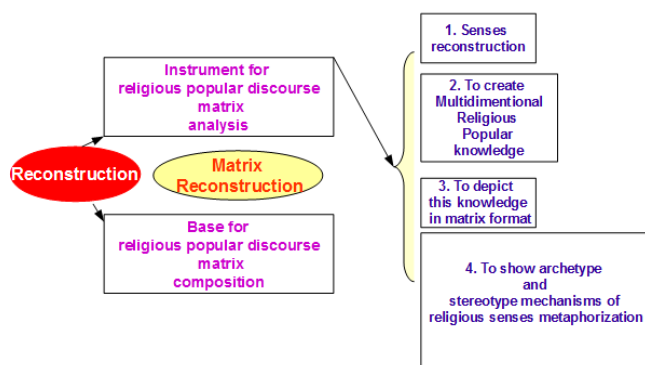 Reconstruction
Instrument for
religious popular discourse
matrix
analysis
Matrix
Reconstruction
Base for
religious popular discourse
matrix
composition
1. Senses
reconstruction
2. To create
Multidimentional
Religious
Popular
knowledge
3. To depict
this knowledge
in matrix format
4. To show archetype
and
stereotype mechanisms of
religious senses metaphorization